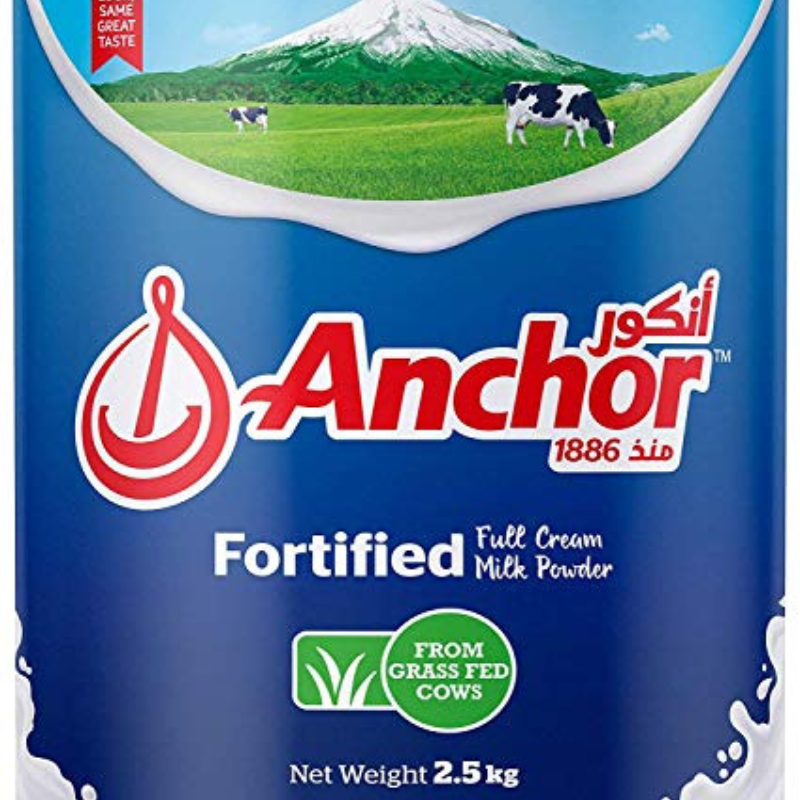 SAME
GREAT
TASTE
أنكور
Anchor™
منذ 1886
Fortified Full Cream
Milk Powder
FROM
GRASS FED
COWS
Net Weight 2.5 kg